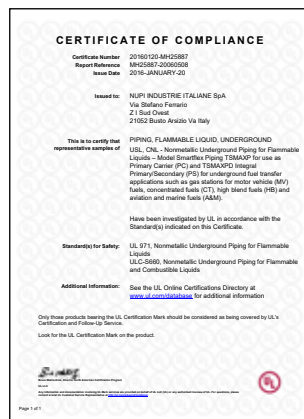 CERTIFICATE OF COMPLIANCE
Certificate Number 20160120-MH25887
Report Reference MH25887-20060508
Issue Date 2016-JANUARY-20
Issued to: NUPI INDUSTRIE ITALIANE SpA
Via Stefano Ferrario
Z I Sud Ovest
21052 Busto Arsizio Va Italy
This is to certify that PIPING, FLAMMABLE LIQUID, UNDERGROUND
representative samples of
USL, CNL - Nonmetallic Underground Piping for Flammable
Liquids – Model Smartflex Piping TSMAXP for use as
Primary Carrier (PC) and TSMAXPD Integral
Primary/Secondary (PS) for underground fuel transfer
applications such as gas stations for motor vehicle (MV)
fuels, concentrated fuels (CT), high blend fuels (HB) and
aviation and marine fuels (A&M).
Have been investigated by UL in accordance with the
Standard(s) indicated on this Certificate.
Standard(s) for Safety: UL 971, Nonmetallic Underground Piping for Flammable
Liquids
ULC-S660, Nonmetallic Underground Piping for Flammable
and Combustible Liquids
Additional Information: See the UL Online Certifications Directory at
www.ul.com/database for additional information
Only those products bearing the UL Certification Mark should be considered as being covered by UL's
Certification and Follow-Up Service.
Look for the UL Certification Mark on the product.
UL
Page 1 of 1